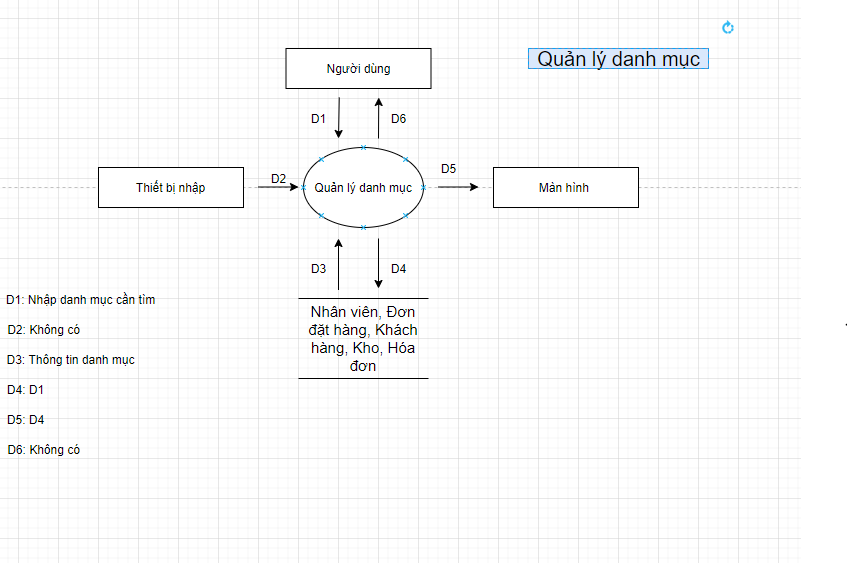 Quản lý danh mục
Người dùng
D1
D6
Thiết bị nhập
D2
Quản lý danh mục
D5
Màn hình
D3
D4
Nhân viên, Đơn
đặt hàng, Khách
hàng, Kho, Hóa
đơn
D1: Nhập danh mục cần tìm
D2: Không có
D3: Thông tin danh mục
D4: D1
D5: D4
D6: Không có